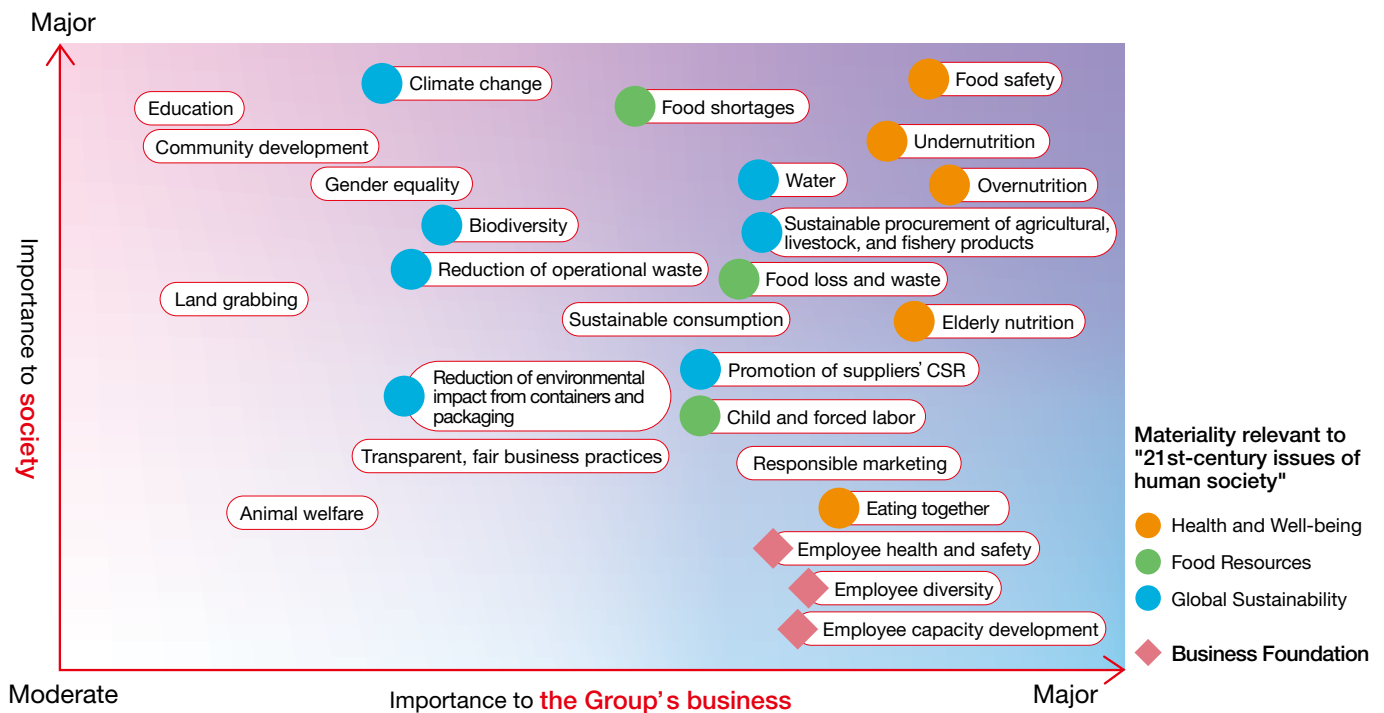 Major
Climate change
Food safety
Education
Food shortages
Community development
Undernutrition
Gender equality
Water
Overnutrition
Biodiversity
Sustainable procurement of agricultural,
livestock, and fishery products
Reduction of operational waste
Food loss and waste
Land grabbing
Sustainable consumption
Elderly nutrition
Importance to society
Promotion of suppliers' CSR
Reduction of environmental
impact from containers and
packaging
Child and forced labor
Transparent, fair business practices
Responsible marketing
Animal welfare
Eating together
Employee health and safety
Employee diversity
Employee capacity development
Materiality relevant to
"21st-century issues of
human society"
Health and Well-being
Food Resources
Global Sustainability
Business Foundation
Moderate
Importance to the Group's business
Major